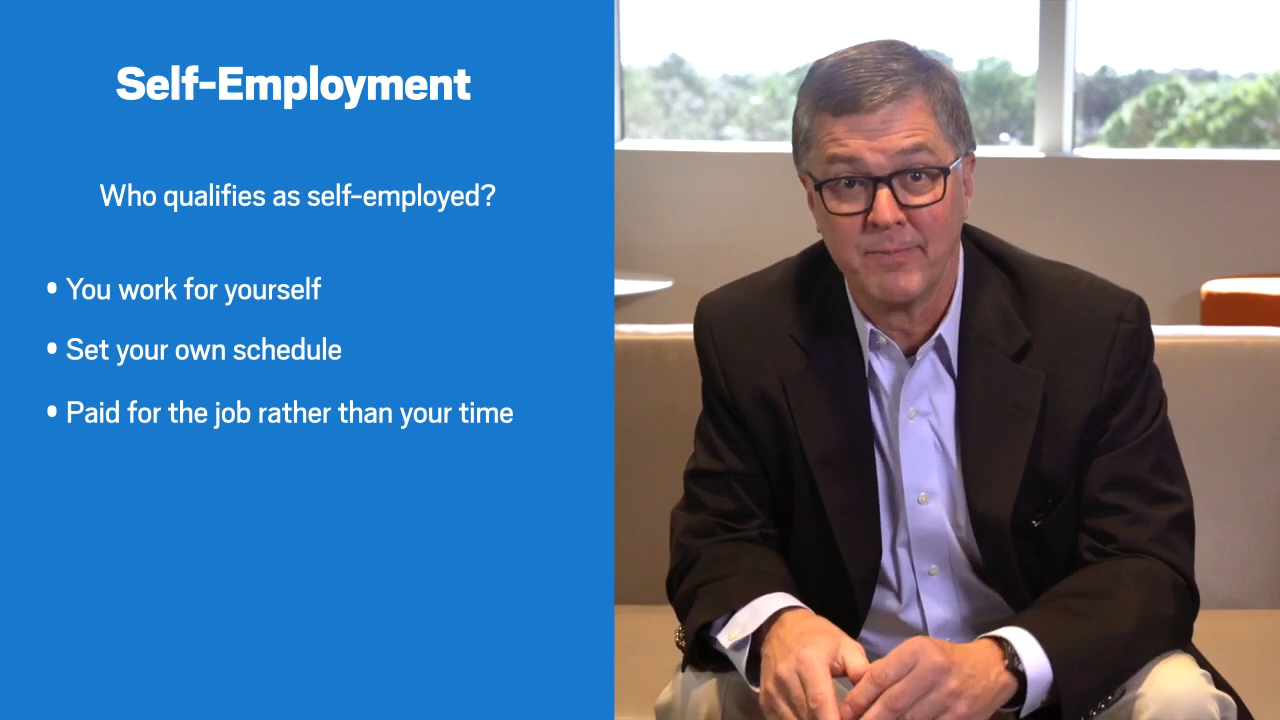 Self-Employment
Who qualifies as self-employed?
• You work for yourself
• Set your own schedule
• Paid for the job rather than your time